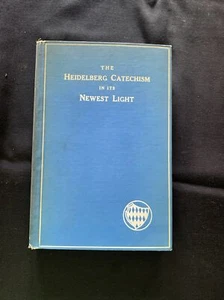 THE
HEIDELBERG CATECHISM
IN ITS
NEWEST LIGHT